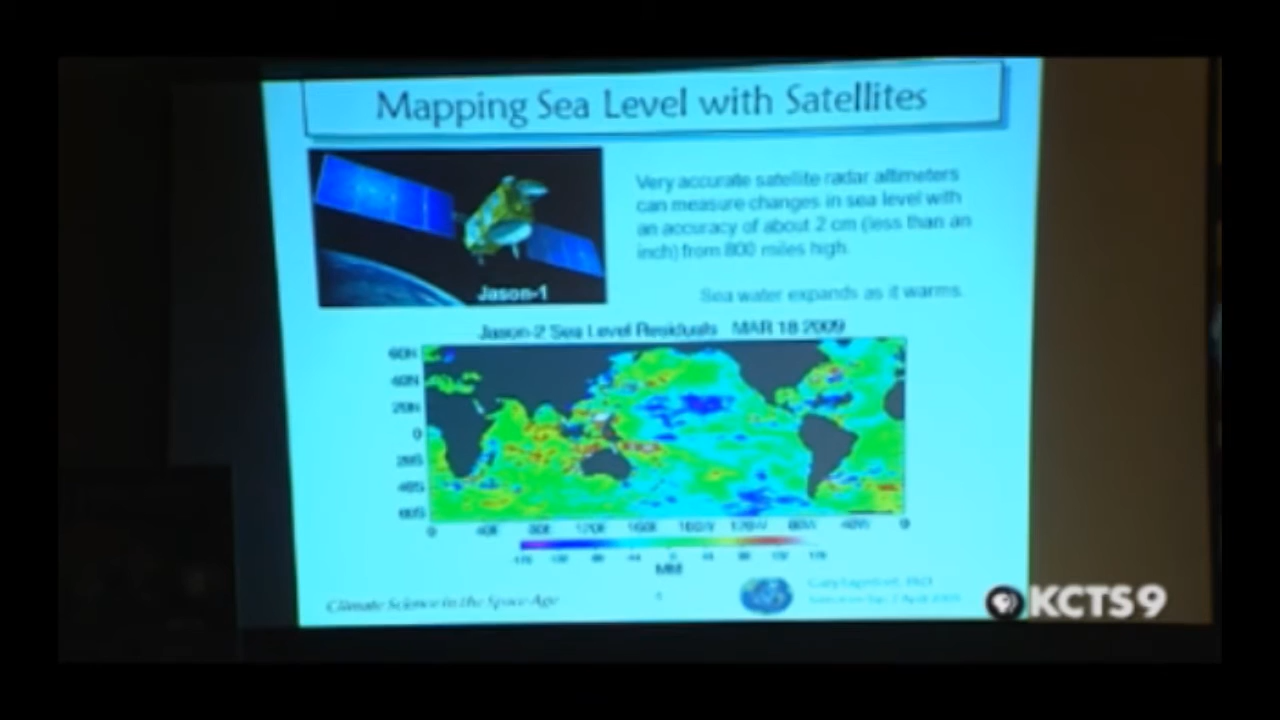 Mapping Sea Level with Satellites
Very accurate satellite radar altimeters
can measure changes in sea level with
an accuracy of about 2 cm (less than an
inch) from 800 miles high.
Jason-1
Sea water expands as it warms.
Jason-2 Sea Level Residuals MAR 18 2009
60N
40N
20N
0
20S
40S
60S
0 40E 80E 120E 160E 160W 120W 80W 40W 0
MM
Climate Science in the Space Age
KCTS 9